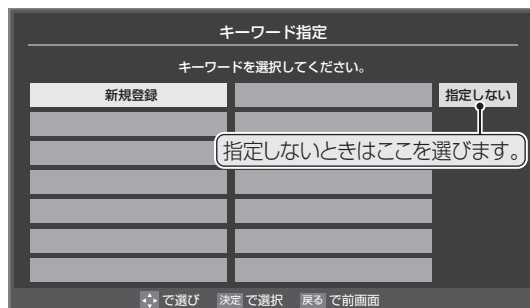 キーワード指定
キーワードを選択してください。
新規登録
指定しない
指定しないときはここを選びます。
で選び 決定 で選択 戻る で前画面